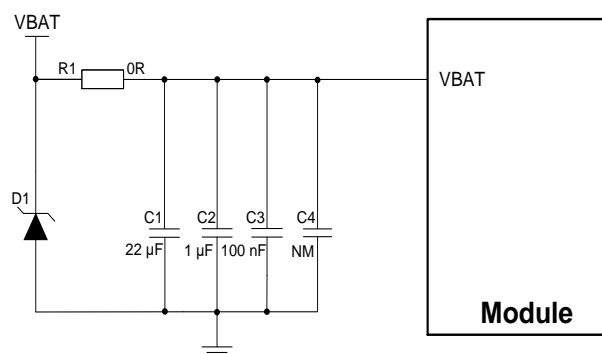 VBAT
R1 0R
VBAT
D1
C1 C2 C3 C4
22 µF 1 µF 100 nF NM
Module